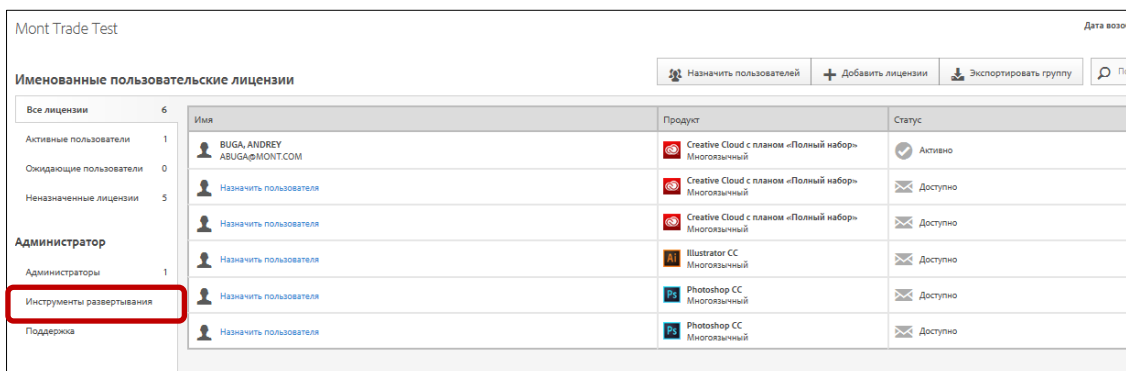 Mont Trade Test
Дата возо
Именованные пользовательские лицензии
Назначить пользователей
Добавить лицензии
Экспортировать группу
Все лицензии 6
Активные пользователи 1
Ожидающие пользователи 0
Неназначенные лицензии 5
Администратор
Администраторы 1
Инструменты развертывания
Поддержка
Имя Продукт Статус
BUGA, ANDREY
ABUGA@MONT.COM
Creative Cloud с планом «Полный набор»
Многоязычный
Активно
Назначить пользователя
Creative Cloud с планом «Полный набор»
Многоязычный
Доступно
Назначить пользователя
Creative Cloud с планом «Полный набор»
Многоязычный
Доступно
Назначить пользователя
Ai
Illustrator CC
Многоязычный
Доступно
Назначить пользователя
Ps
Photoshop CC
Многоязычный
Доступно
Назначить пользователя
Ps
Photoshop CC
Многоязычный
Доступно